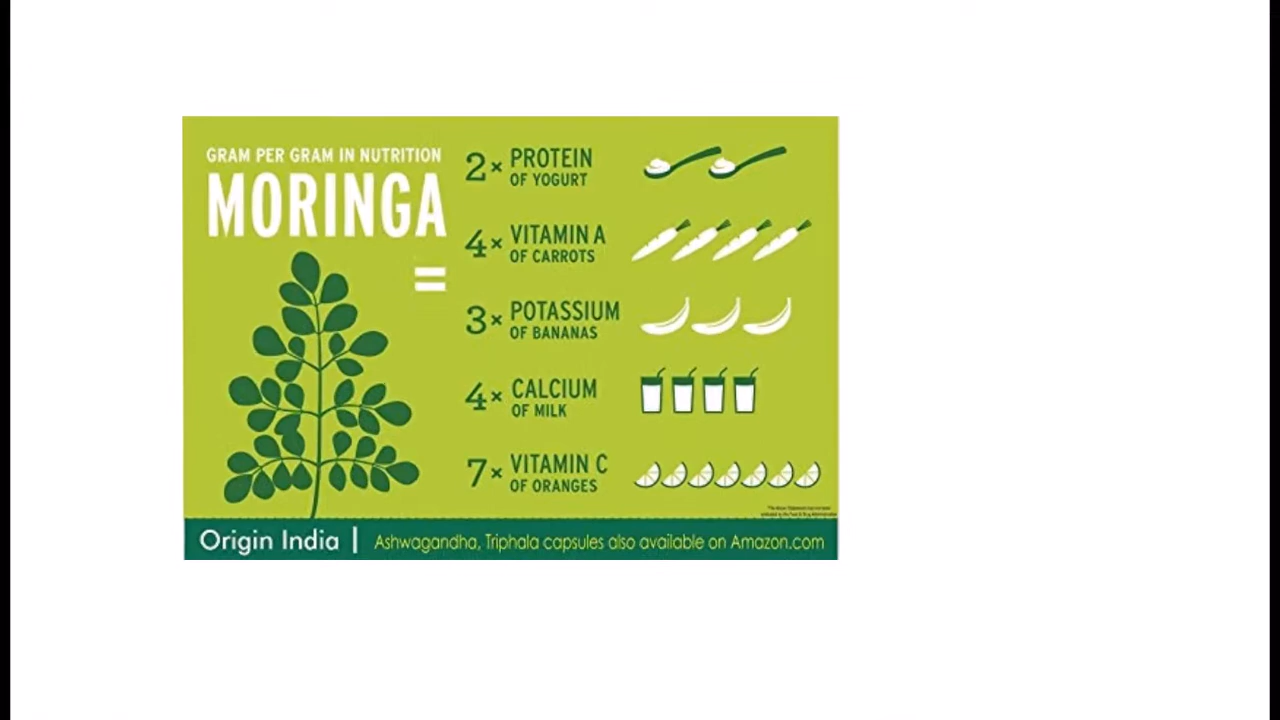 GRAM PER GRAM IN NUTRITION
MORINGA
=
2× PROTEIN
OF YOGURT
4× VITAMIN A
OF CARROTS
3× POTASSIUM
OF BANANAS
4× CALCIUM
OF MILK
7× VITAMIN C
OF ORANGES
Origin India | Ashwagandha, Triphala capsules also available on Amazon.com